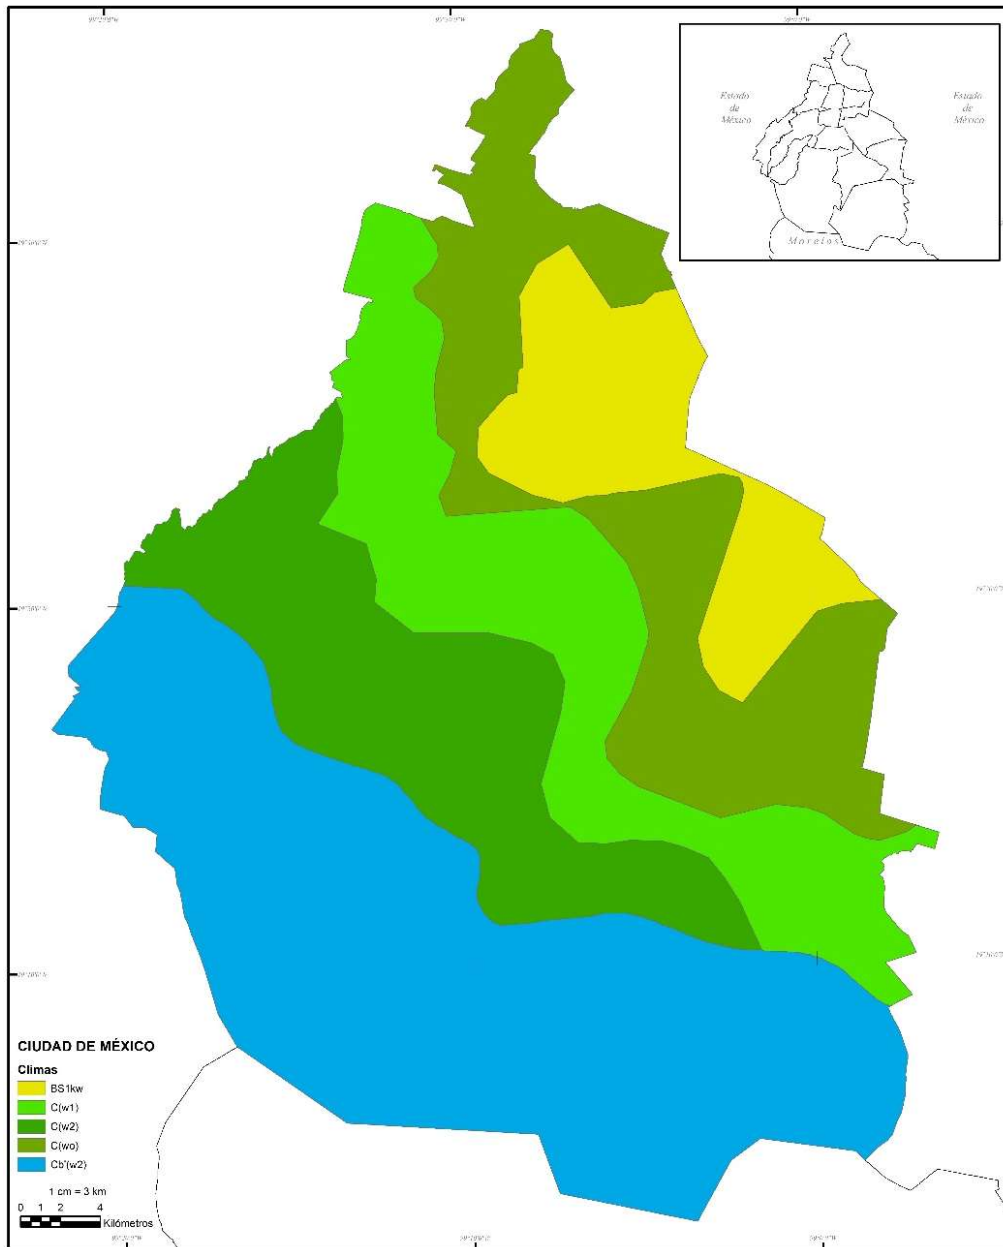 Estado
de
México
Estado
de
México
Morelos
CIUDAD DE MÉXICO
Climas
BS1kw
C(w1)
C(w2)
C(wo)
Cb'(w2)
1 cm = 3 km
0 1 2 4
Kilómetros